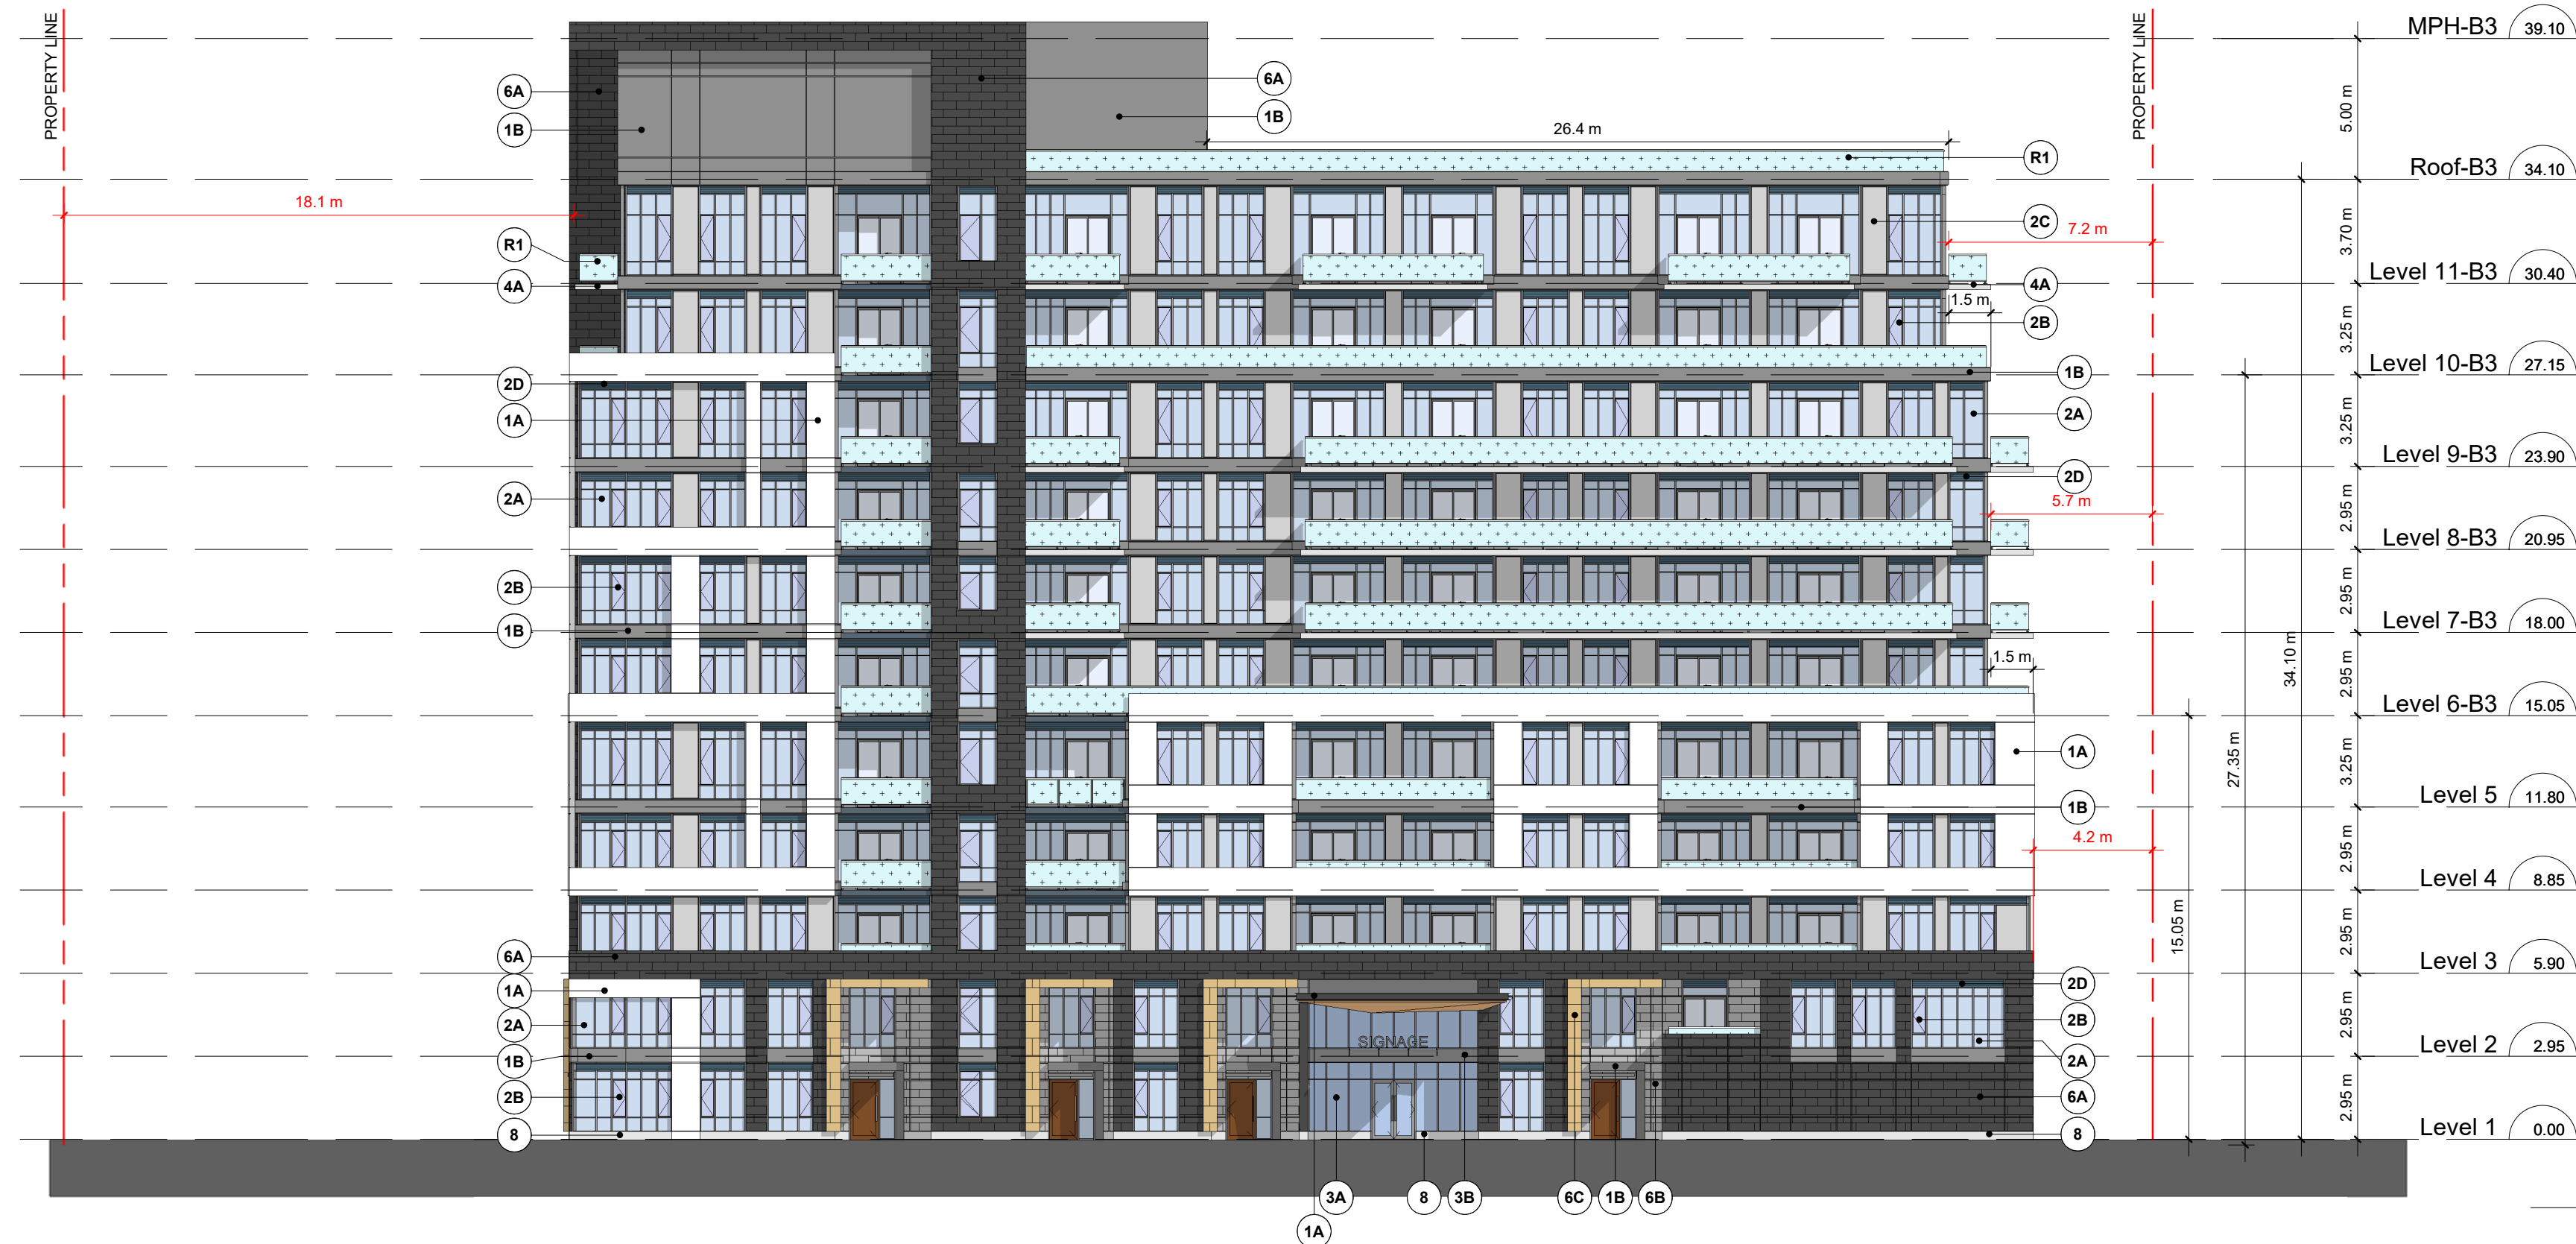 PROPERTY LINE
PROPERTY LINE
MPH-B3 39.10
6A
1B
6A
1B
26.4 m
R1
5.00 m
Roof-B3 34.10
18.1 m
R1
4A
2C
7.2 m
3.70 m
Level 11-B3 30.40
4A
1.5 m
2B
3.25 m
Level 10-B3 27.15
2D
1A
1B
2A
3.25 m
Level 9-B3 23.90
2A
2D
5.7 m
2.95 m
Level 8-B3 20.95
2B
1B
2.95 m
Level 7-B3 18.00
1.5 m
2.95 m
34.10 m
Level 6-B3 15.05
1A
27.35 m
3.25 m
Level 5 11.80
1B
4.2 m
2.95 m
Level 4 8.85
15.05 m
2.95 m
6A
Level 3 5.90
1A
2A
1B
2B
8
SIGNAGE
2D
2B
2A
6A
8
2.95 m
Level 2 2.95
2.95 m
Level 1 0.00
3A
8
3B
6C
1B
6B
1A